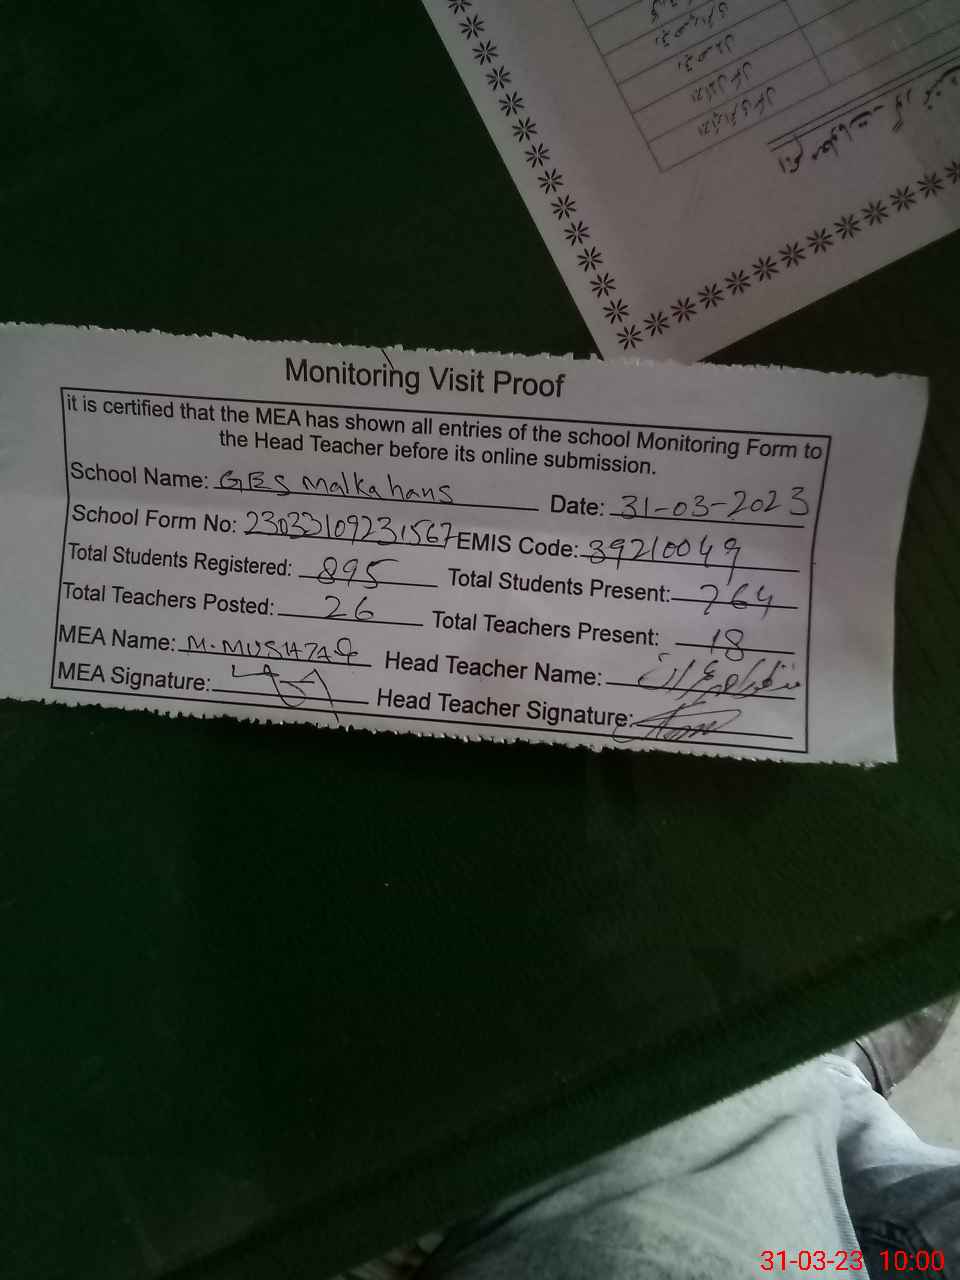 Monitoring Visit Proof
it is certified that the MEA has shown all entries of the school Monitoring Form to
the Head Teacher before its online submission.
School Name: GES Malkahans Date: 31-03-2023
School Form No: 23033109231567 EMIS Code: 39210049
Total Students Registered: 895 Total Students Present: 764
Total Teachers Posted: 26 Total Teachers Present: 18
MEA Name: M. MUSHTAQ Head Teacher Name:
MEA Signature: Head Teacher Signature:
31-03-23 10:00